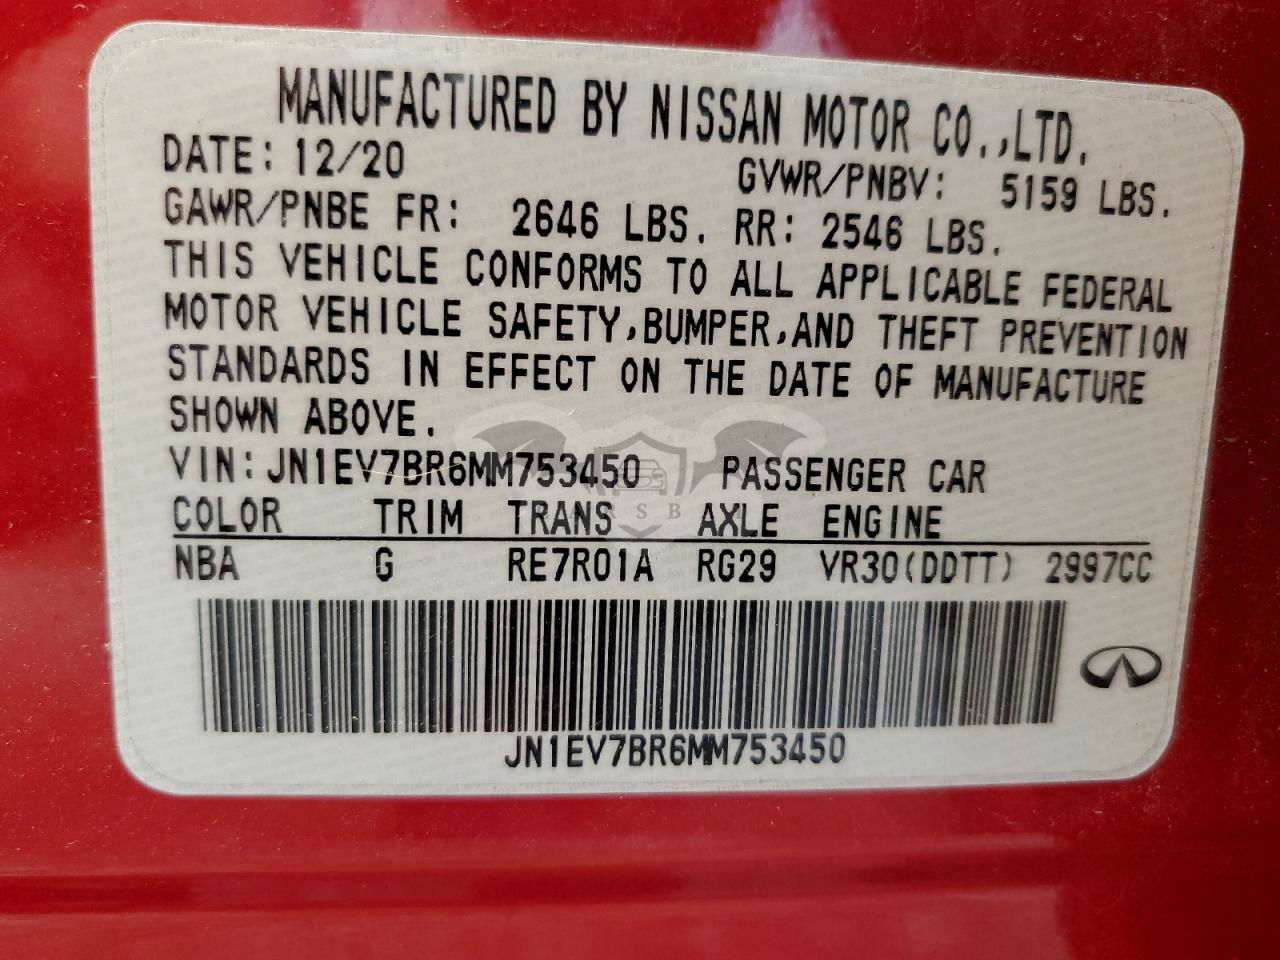 MANUFACTURED BY NISSAN MOTOR CO.,LTD.
DATE: 12/20 GVWR/PNBV: 5159 LBS.
GAWR/PNBE FR: 2646 LBS. RR: 2546 LBS.
THIS VEHICLE CONFORMS TO ALL APPLICABLE FEDERAL
MOTOR VEHICLE SAFETY,BUMPER,AND THEFT PREVENTION
STANDARDS IN EFFECT ON THE DATE OF MANUFACTURE
SHOWN ABOVE.
VIN:JN1EV7BR6MM753450 PASSENGER CAR
COLOR TRIM TRANS AXLE ENGINE
NBA G RE7R01A RG29 VR30(DDTT) 2997CC
JN1EV7BR6MM753450